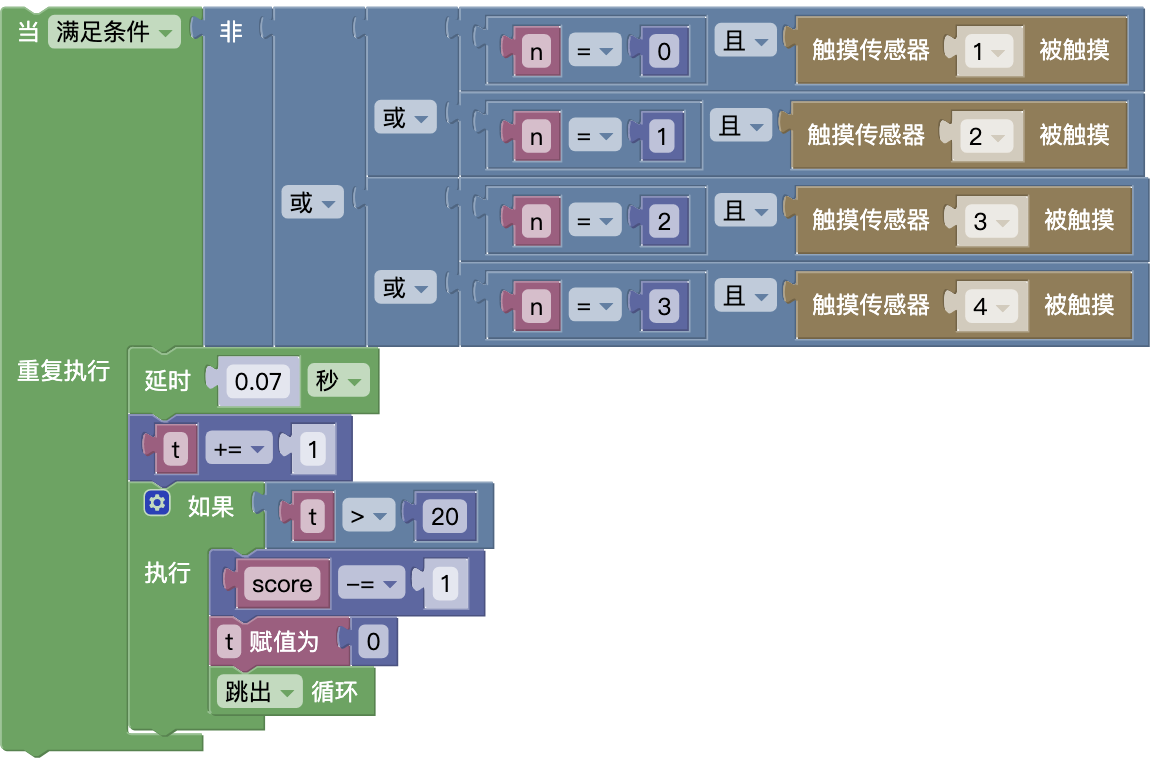 当 满足条件 非 n = 0 且 触摸传感器 1 被触摸
或 n = 1 且 触摸传感器 2 被触摸
或 n = 2 且 触摸传感器 3 被触摸
或 n = 3 且 触摸传感器 4 被触摸
重复执行 延时 0.07 秒
t += 1
如果 t > 20
执行 score -= 1
t 赋值为 0
跳出 循环